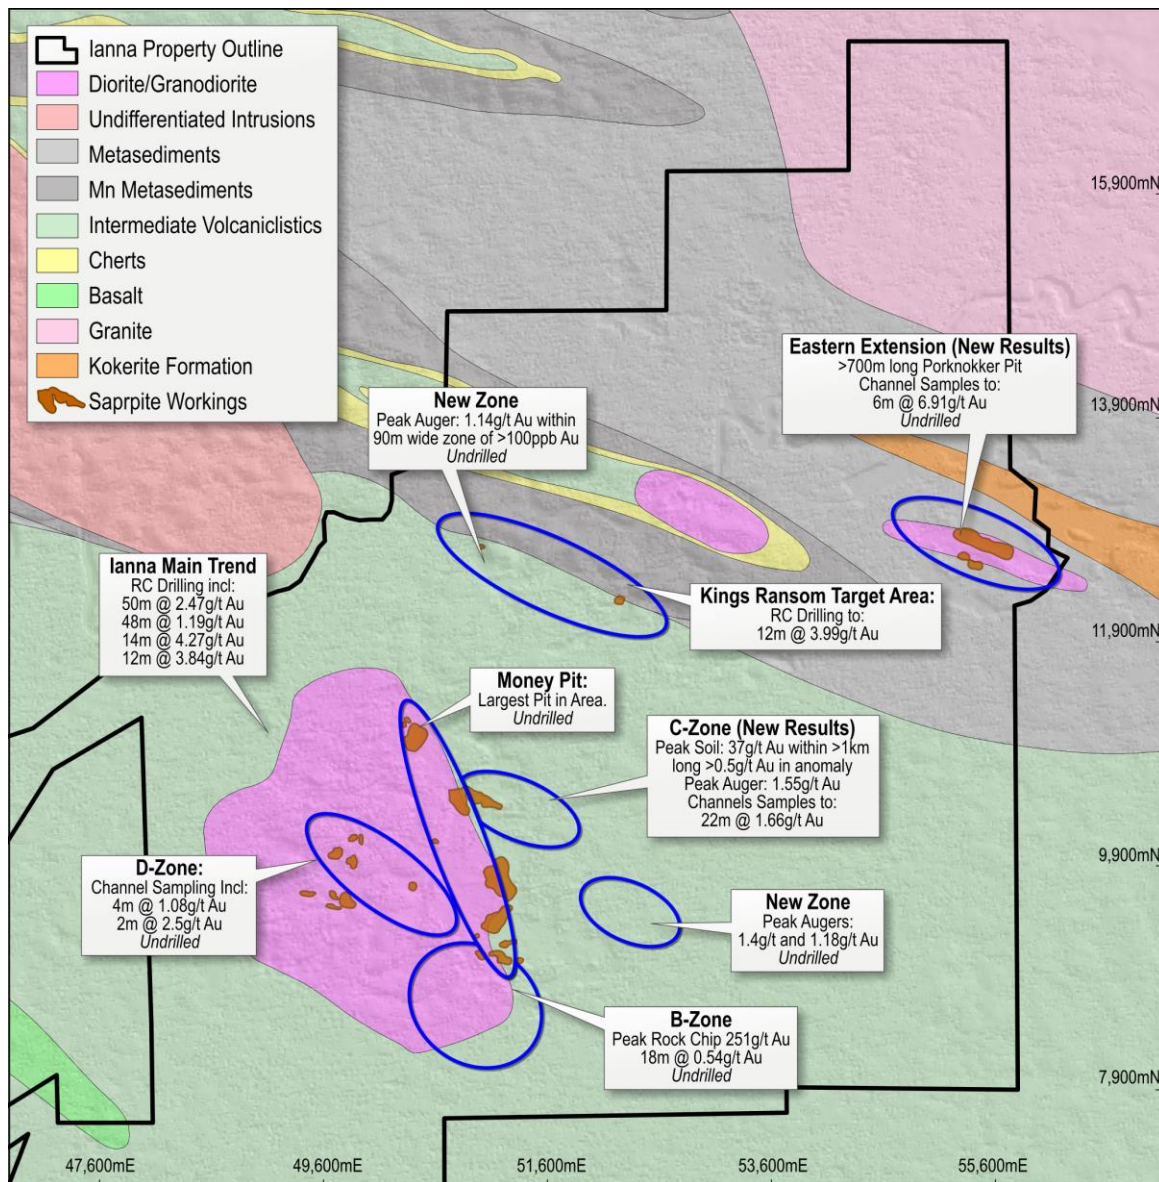 Ianna Property Outline
Diorite/Granodiorite
Undifferentiated Intrusions
Metasediments
Mn Metasediments
Intermediate Volcaniclistics
Cherts
Basalt
Granite
Kokerite Formation
Saprpite Workings
15,900mN
Eastern Extension (New Results)
>700m long Porknokker Pit
Channel Samples to:
6m @ 6.91g/t Au
Undrilled
13,900mN
New Zone
Peak Auger: 1.14g/t Au within
90m wide zone of >100ppb Au
Undrilled
Ianna Main Trend
RC Drilling incl:
50m @ 2.47g/t Au
48m @ 1.19g/t Au
14m @ 4.27g/t Au
12m @ 3.84g/t Au
Kings Ransom Target Area:
RC Drilling to:
12m @ 3.99g/t Au
11,900mN
Money Pit:
Largest Pit in Area.
Undrilled
C-Zone (New Results)
Peak Soil: 37g/t Au within >1km
long >0.5g/t Au in anomaly
Peak Auger: 1.55g/t Au
Channels Samples to:
22m @ 1.66g/t Au
9,900mN
D-Zone:
Channel Sampling Incl:
4m @ 1.08g/t Au
2m @ 2.5g/t Au
Undrilled
New Zone
Peak Augers:
1.4g/t and 1.18g/t Au
Undrilled
B-Zone
Peak Rock Chip 251g/t Au
18m @ 0.54g/t Au
Undrilled
7,900mN
47,600mE
49,600mE
51,600mE
53,600mE
55,600mE